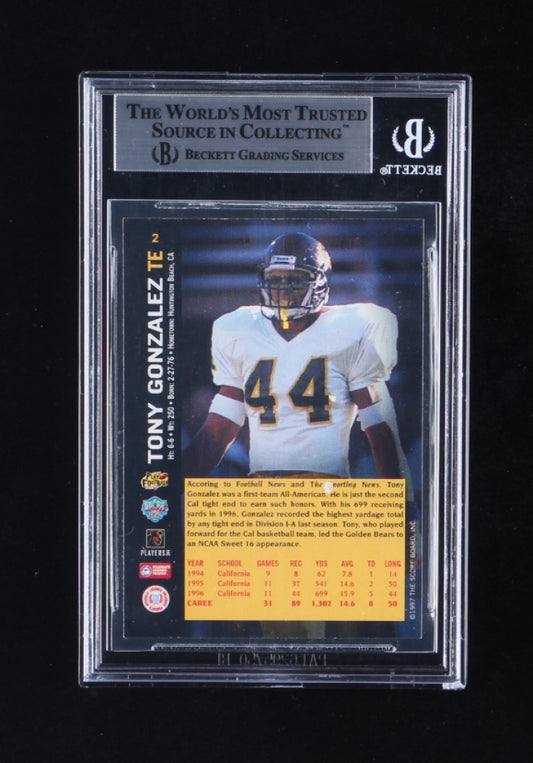 THE WORLD'S MOST TRUSTED
SOURCE IN COLLECTING™
B BECKETT GRADING SERVICES
B
BECKETT®
2
TONY GONZALEZ TE
HT: 6-6 • WT: 250 • BORN: 2-27-76 • HOMETOWN: HUNTINGTON BEACH, CA
44
PLAYERS INC
Accoring to Football News and The Sporting News, Tony
Gonzalez was a first-team All-American. He is just the second
Cal tight end to earn such honors. With his 699 receiving
yards in 1996, Gonzalez recorded the highest yardage total
by any tight end in Division I-A last season. Tony, who played
forward for the Cal basketball team, led the Golden Bears to
an NCAA Sweet 16 appearance.
YEAR SCHOOL GAMES REC YDS AVG TD LONG
1994 California 9 8 62 7.8 1 14
1995 California 11 37 541 14.6 2 50
1996 California 11 44 699 15.9 5 44
CAREE 31 89 1,302 14.6 8 50
©1997 THE SCORE BOARD, INC.